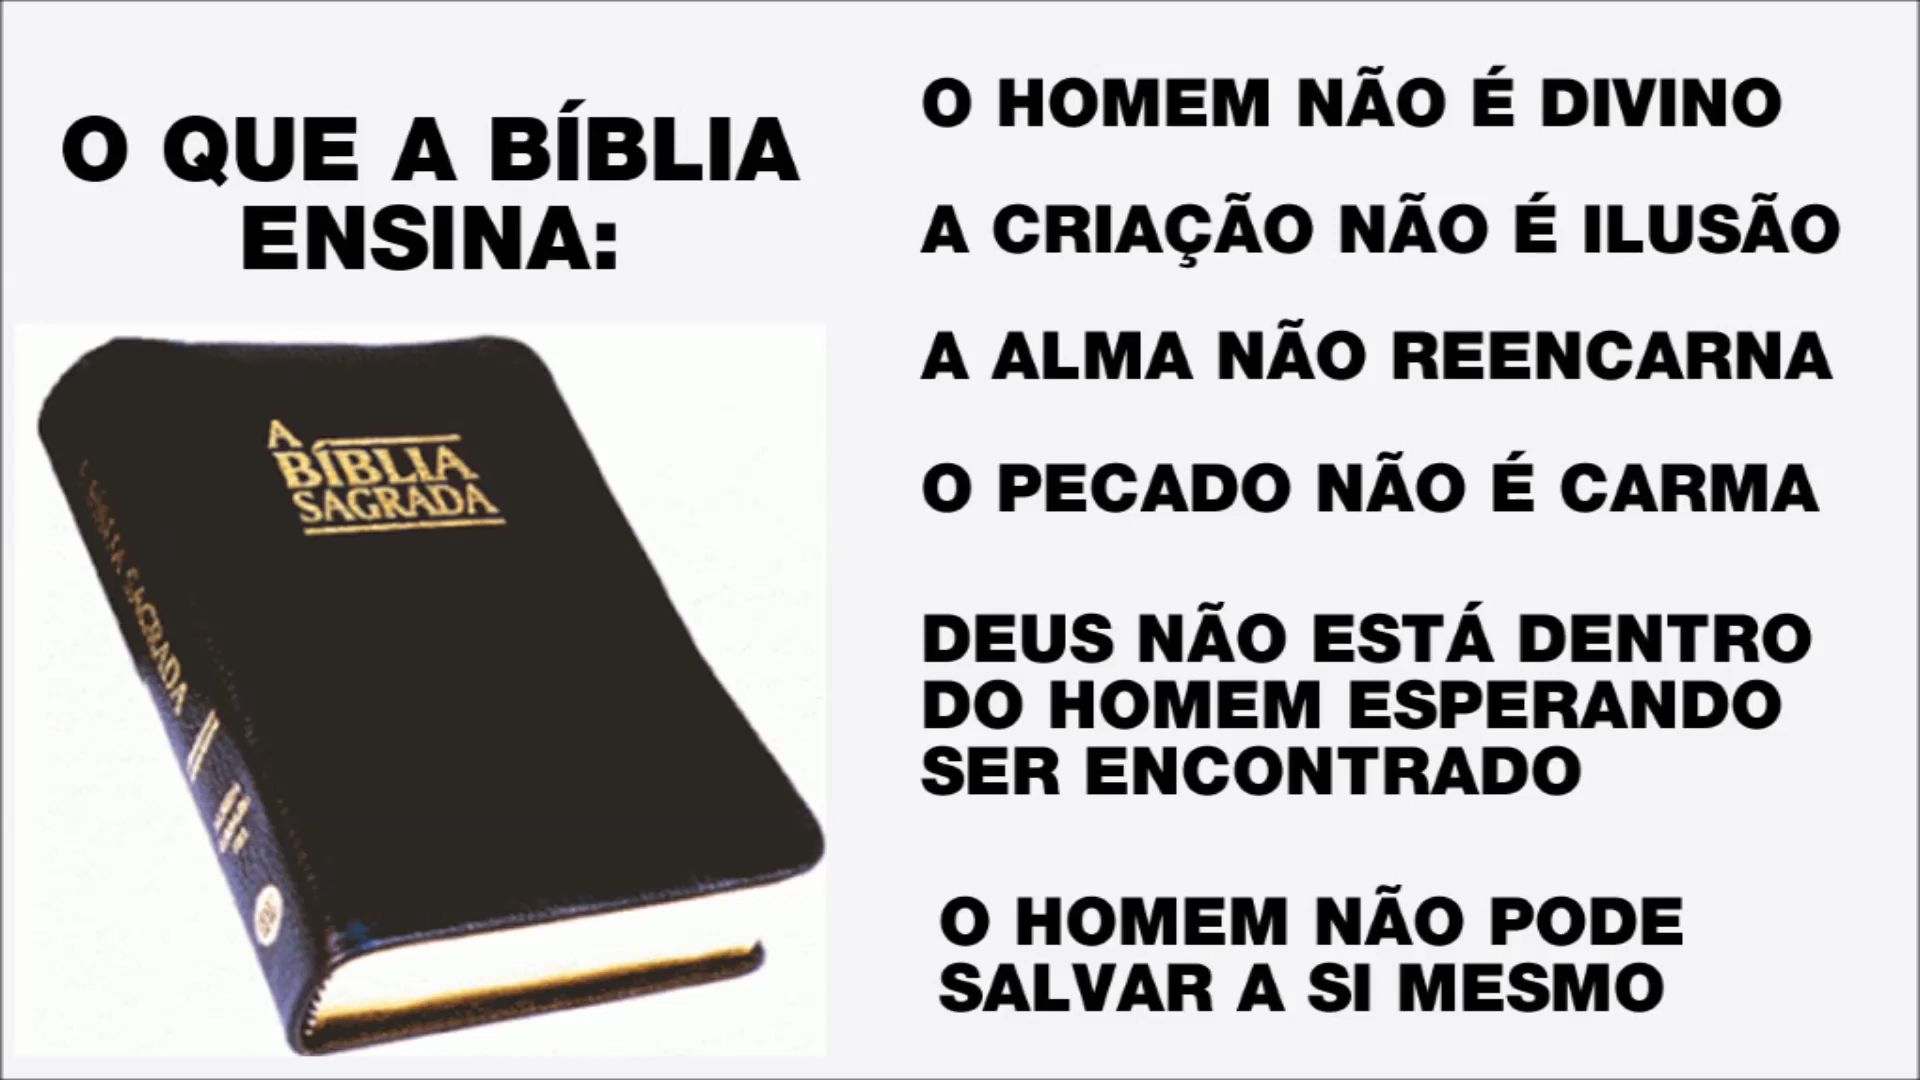 O QUE A BÍBLIA
ENSINA:
A
BÍBLIA
SAGRADA
O HOMEM NÃO É DIVINO
A CRIAÇÃO NÃO É ILUSÃO
A ALMA NÃO REENCARNA
O PECADO NÃO É CARMA
DEUS NÃO ESTÁ DENTRO
DO HOMEM ESPERANDO
SER ENCONTRADO
O HOMEM NÃO PODE
SALVAR A SI MESMO